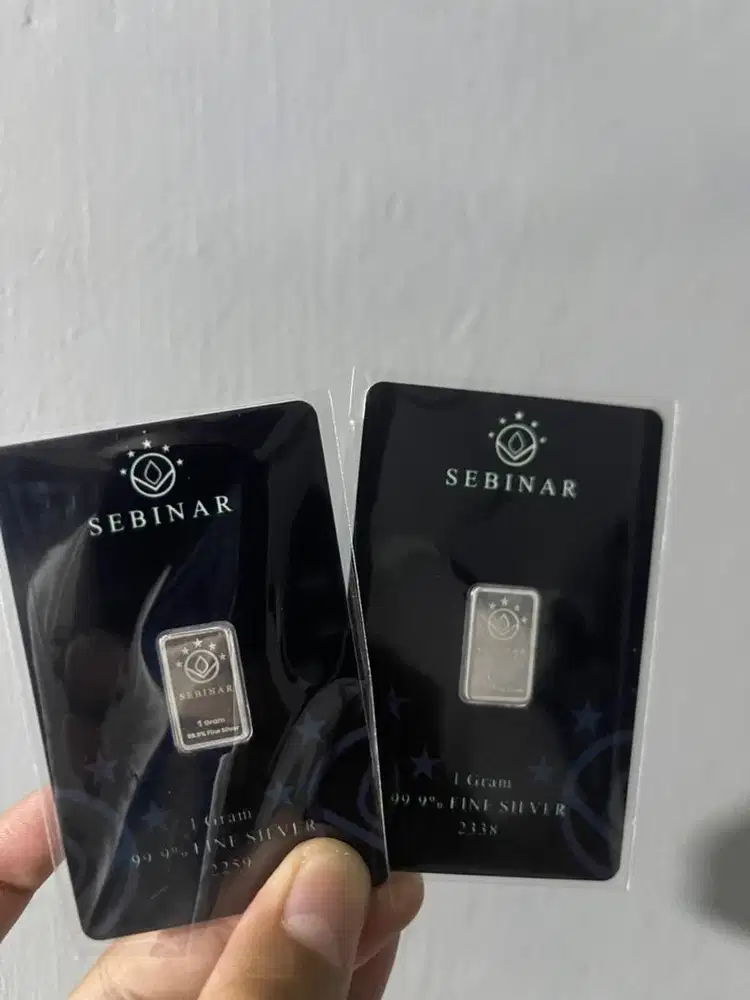 SEBINAR
SEBINAR
1 Gram
99.9% Fine Silver
1 Gram
99.9% FINE SILVER
2259
SEBINAR
1 Gram
99.9% FINE SILVER
2338